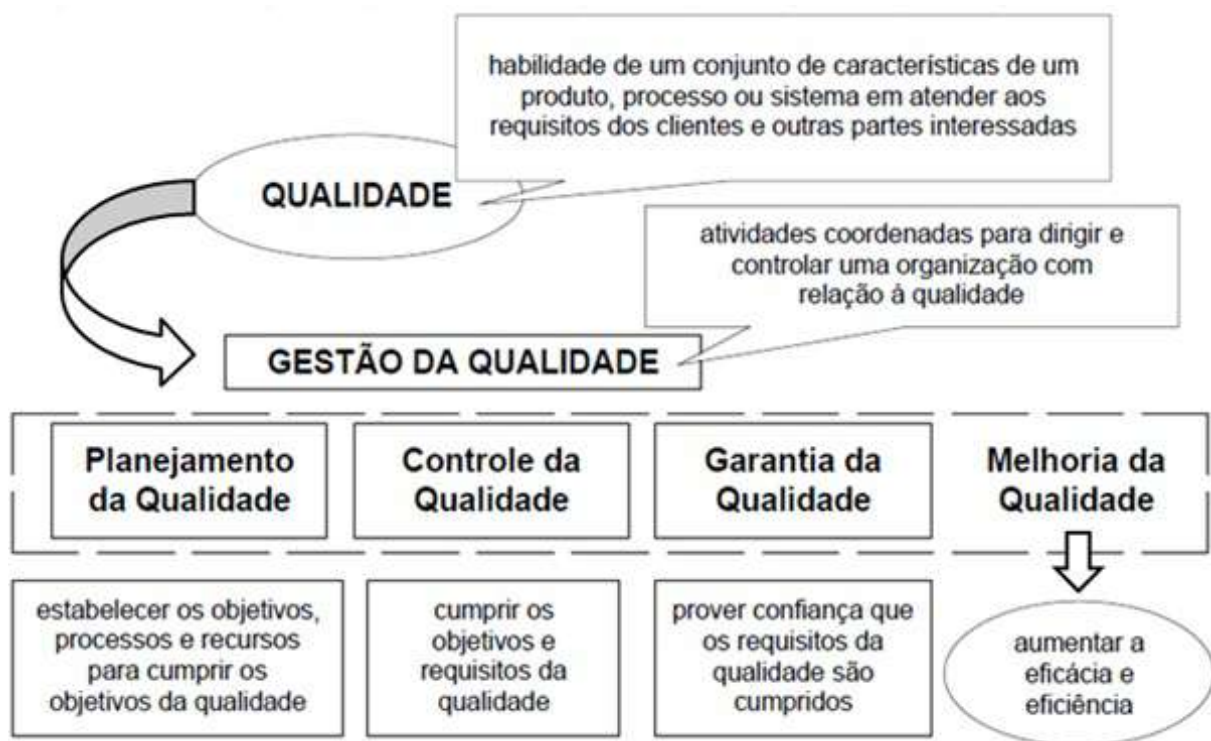 habilidade de um conjunto de características de um
produto, processo ou sistema em atender aos
requisitos dos clientes e outras partes interessadas
QUALIDADE
atividades coordenadas para dirigir e
controlar uma organização com
relação à qualidade
GESTÃO DA QUALIDADE
Planejamento
da Qualidade
Controle da
Qualidade
Garantia da
Qualidade
Melhoria da
Qualidade
estabelecer os objetivos,
processos e recursos
para cumprir os
objetivos da qualidade
cumprir os
objetivos e
requisitos da
qualidade
prover confiança que
os requisitos da
qualidade são
cumpridos
aumentar a
eficácia e
eficiência